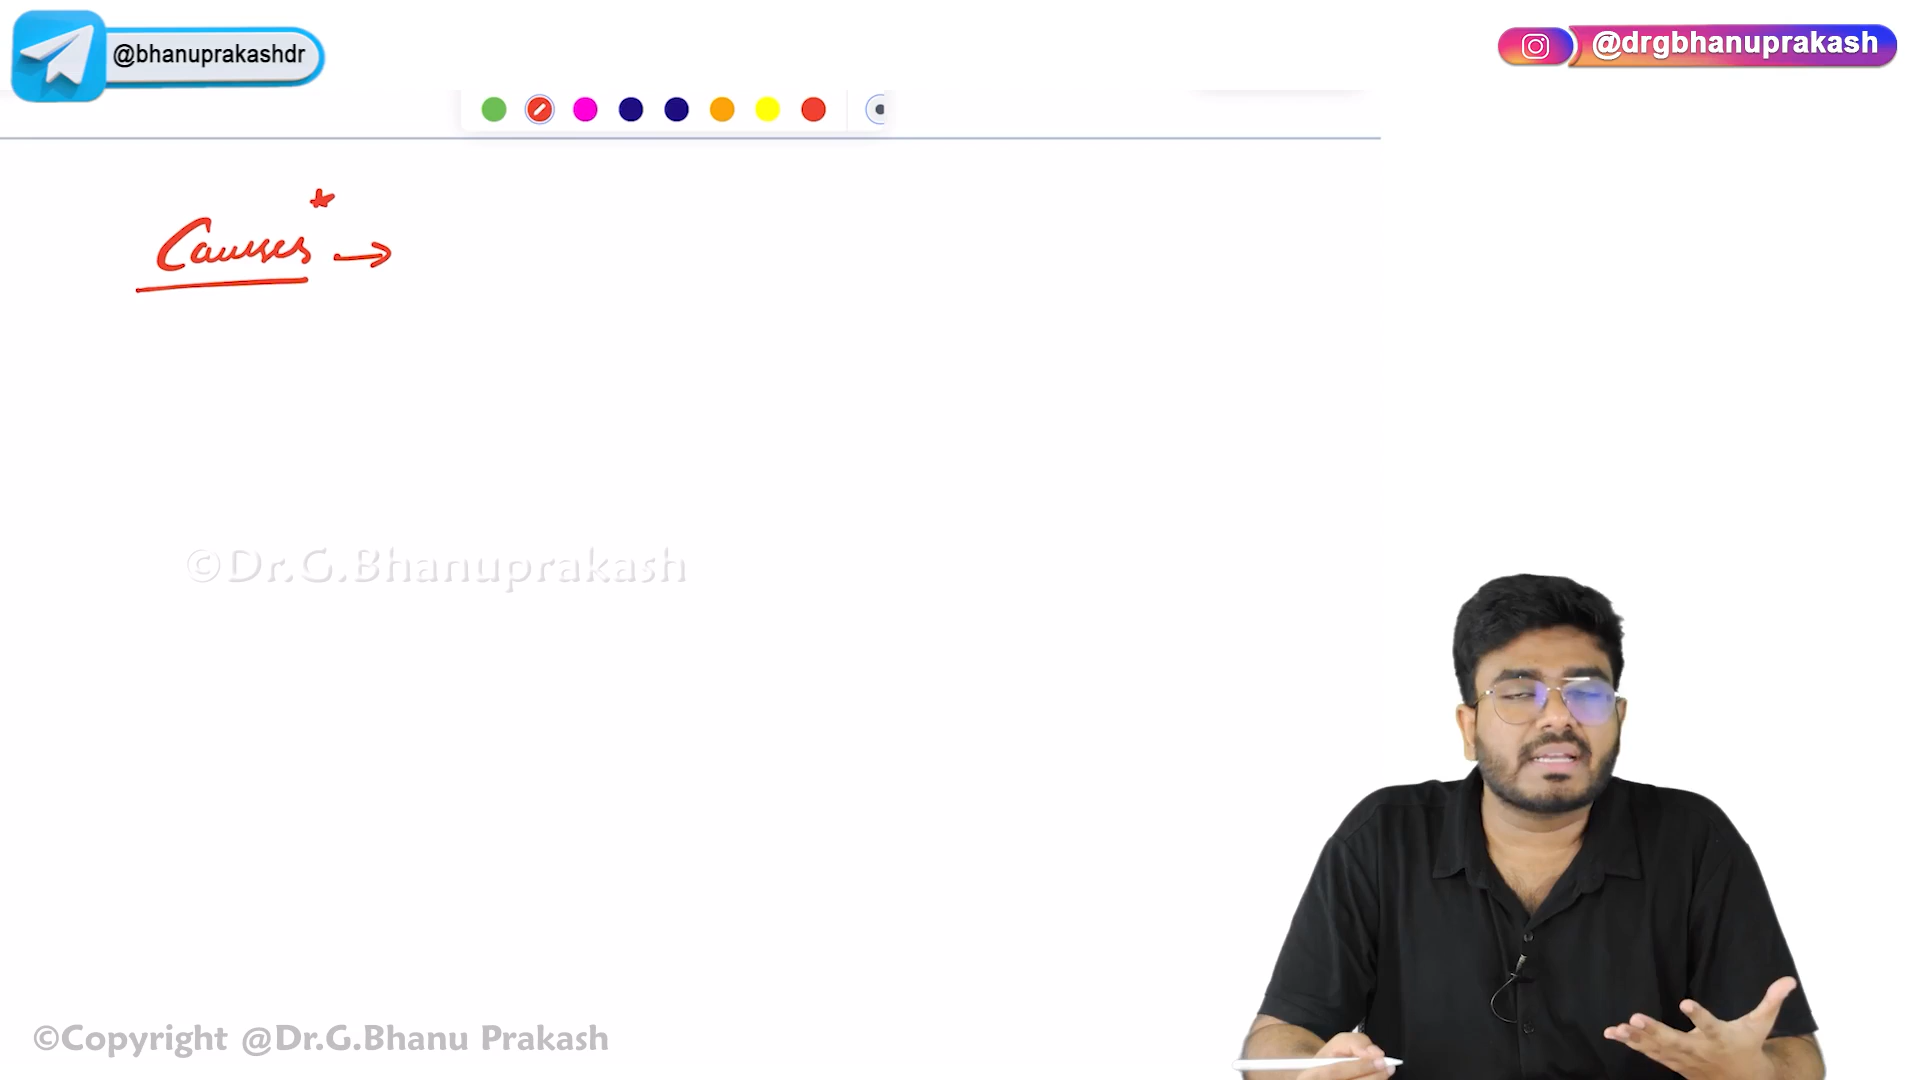 @bhanuprakashdr
@drgbhanuprakash
Causes* →
©Dr.G.Bhanuprakash
©Copyright @Dr.G.Bhanu Prakash